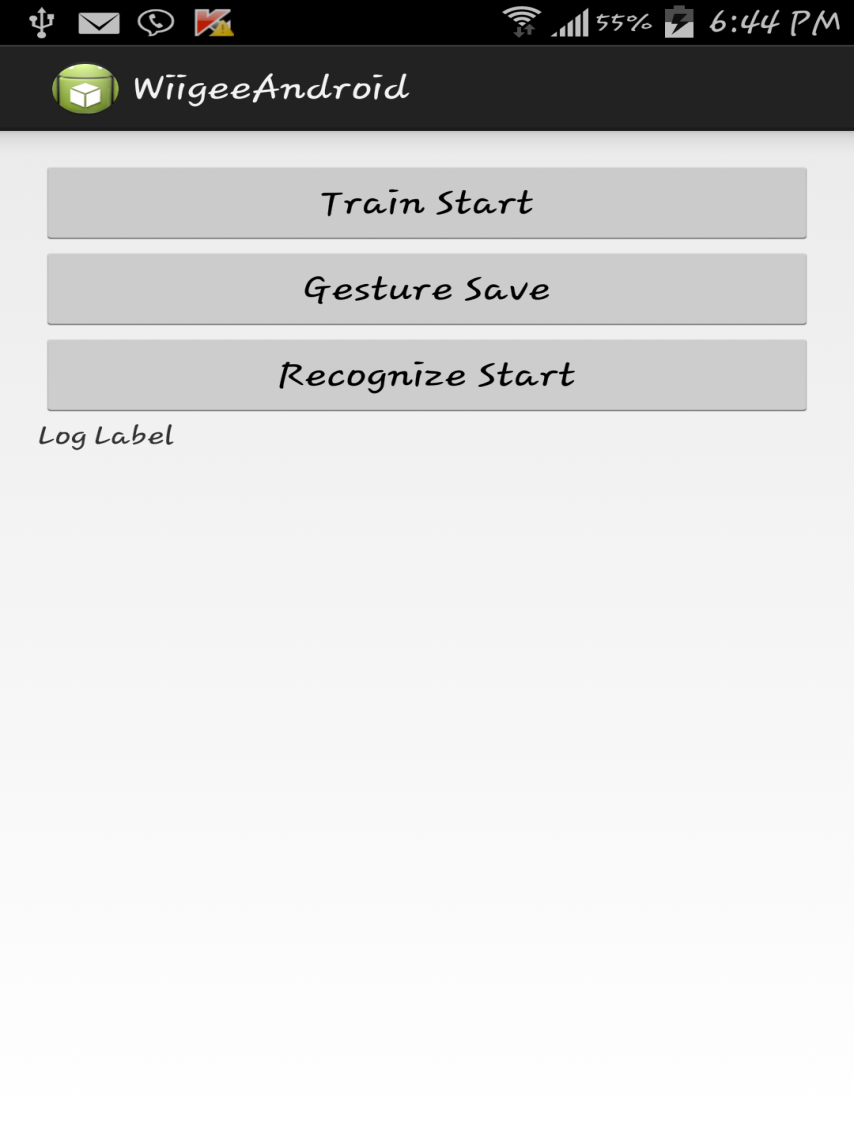 55% 6:44 PM
WiigeeAndroid
Train Start
Gesture Save
Recognize Start
Log Label